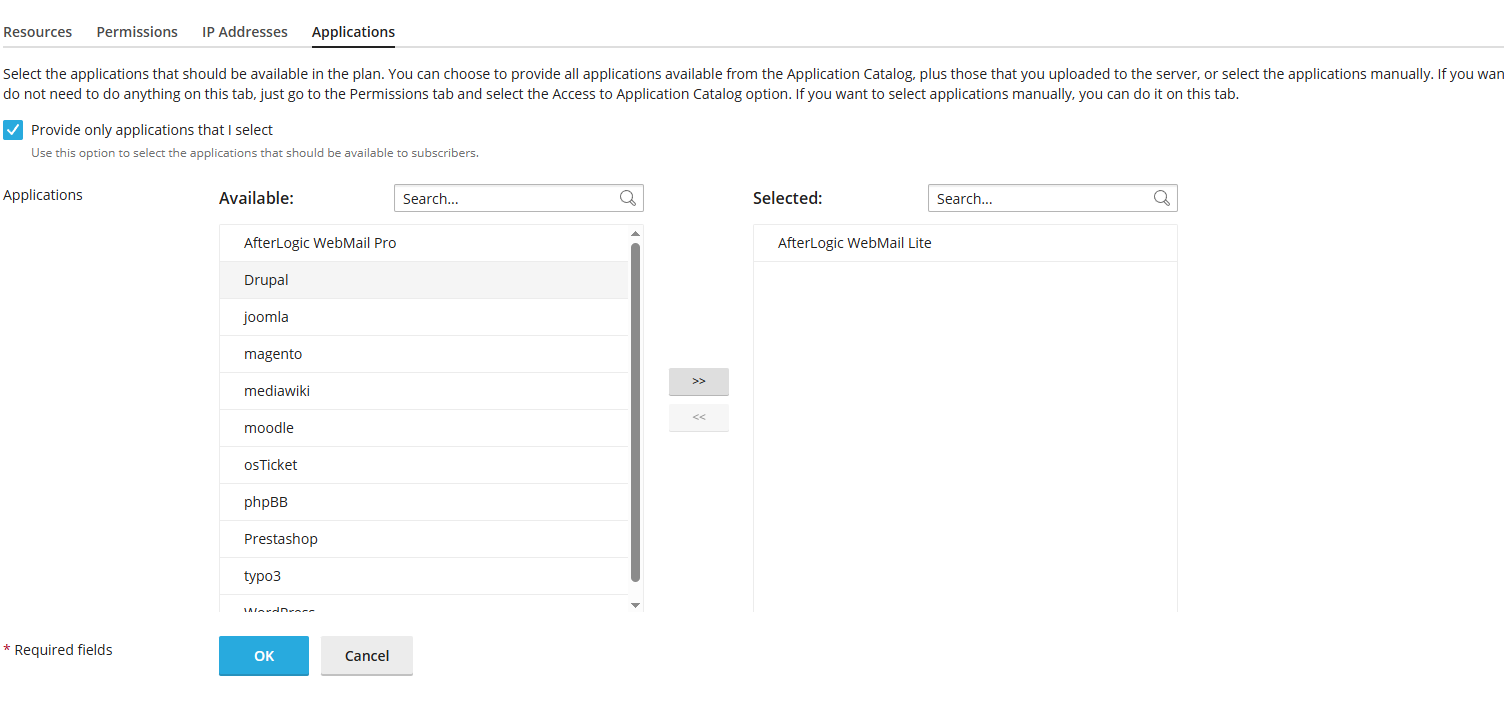 Resources Permissions IP Addresses Applications
Select the applications that should be available in the plan. You can choose to provide all applications available from the Application Catalog, plus those that you uploaded to the server, or select the applications manually. If you
do not need to do anything on this tab, just go to the Permissions tab and select the Access to Application Catalog option. If you want to select applications manually, you can do it on this tab.
Provide only applications that I select
Use this option to select the applications that should be available to subscribers.
Applications
Available:
Search...
AfterLogic WebMail Pro
Drupal
joomla
magento
mediawiki
moodle
osTicket
phpBB
Prestashop
typo3
WordPress
>>
<<
Selected:
Search...
AfterLogic WebMail Lite
* Required fields
OK
Cancel